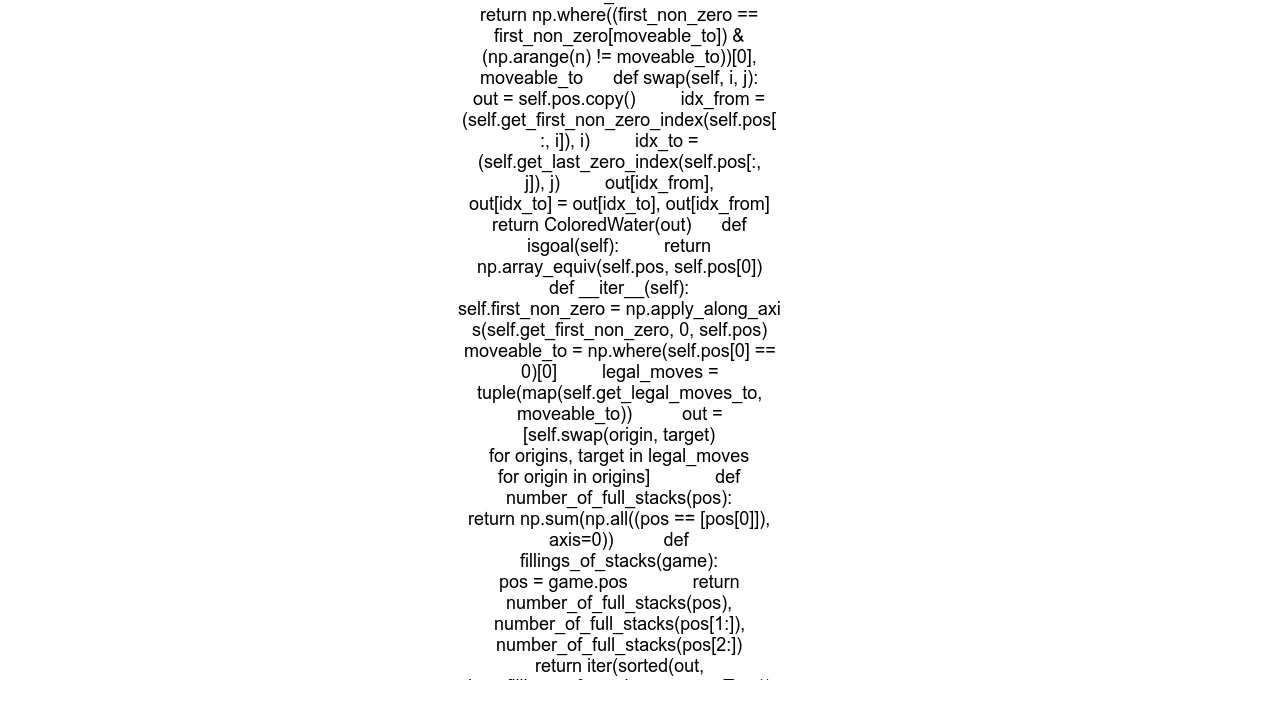 return np.where((first_non_zero ==
first_non_zero[moveable_to]) &
(np.arange(n) != moveable_to))[0],
moveable_to      def swap(self, i, j):
out = self.pos.copy()         idx_from =
(self.get_first_non_zero_index(self.pos[
:, i]), i)         idx_to =
(self.get_last_zero_index(self.pos[:,
j]), j)         out[idx_from],
out[idx_to] = out[idx_to], out[idx_from]
return ColoredWater(out)      def
isgoal(self):         return
np.array_equiv(self.pos, self.pos[0])
def __iter__(self):
self.first_non_zero = np.apply_along_axi
s(self.get_first_non_zero, 0, self.pos)
moveable_to = np.where(self.pos[0] ==
0)[0]         legal_moves =
tuple(map(self.get_legal_moves_to,
moveable_to))          out =
[self.swap(origin, target)
for origins, target in legal_moves
for origin in origins]             def
number_of_full_stacks(pos):
return np.sum(np.all((pos == [pos[0]]),
axis=0))          def
fillings_of_stacks(game):
pos = game.pos             return
number_of_full_stacks(pos),
number_of_full_stacks(pos[1:]),
number_of_full_stacks(pos[2:])
return iter(sorted(out,